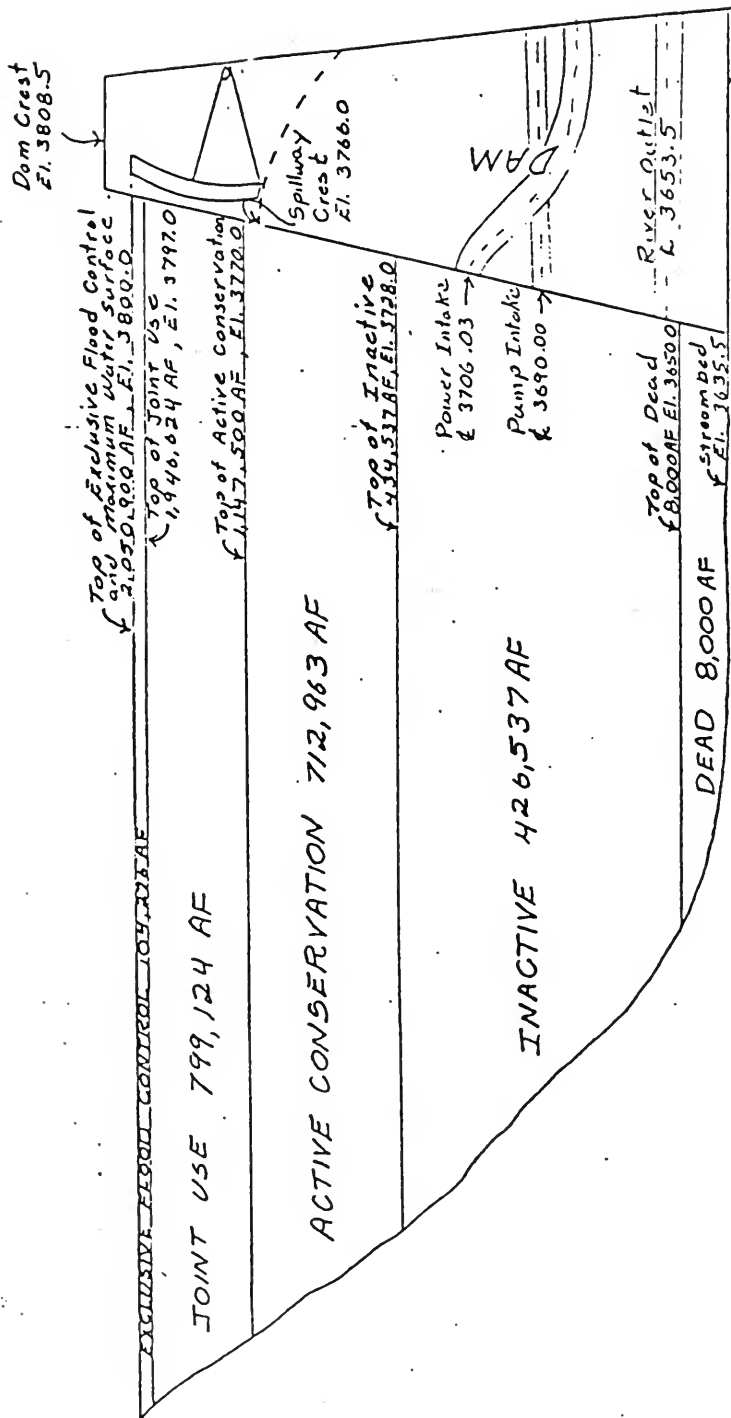 Dam Crest
El. 3808.5
Top of Exclusive Flood Control
and Maximum Water Surface
2,050,900 AF, El. 3800.0
EXCLUSIVE FLOOD CONTROL 104,276 AF
Top of Joint Use
1,946,624 AF, El. 3797.0
JOINT USE 799,124 AF
Top of Active Conservation
1,147,500 AF, El. 3770.0
Spillway
Crest
El. 3766.0
ACTIVE CONSERVATION 712,963 AF
Top of Inactive
434,537 AF, El. 3728.0
DAM
Power Intake
℄ 3706.03
Pump Intake
℄ 3690.00
INACTIVE 426,537 AF
River Outlet
℄ 3653.5
Top of Dead
8,000 AF El. 3650.0
Streambed
El. 3635.5
DEAD 8,000 AF